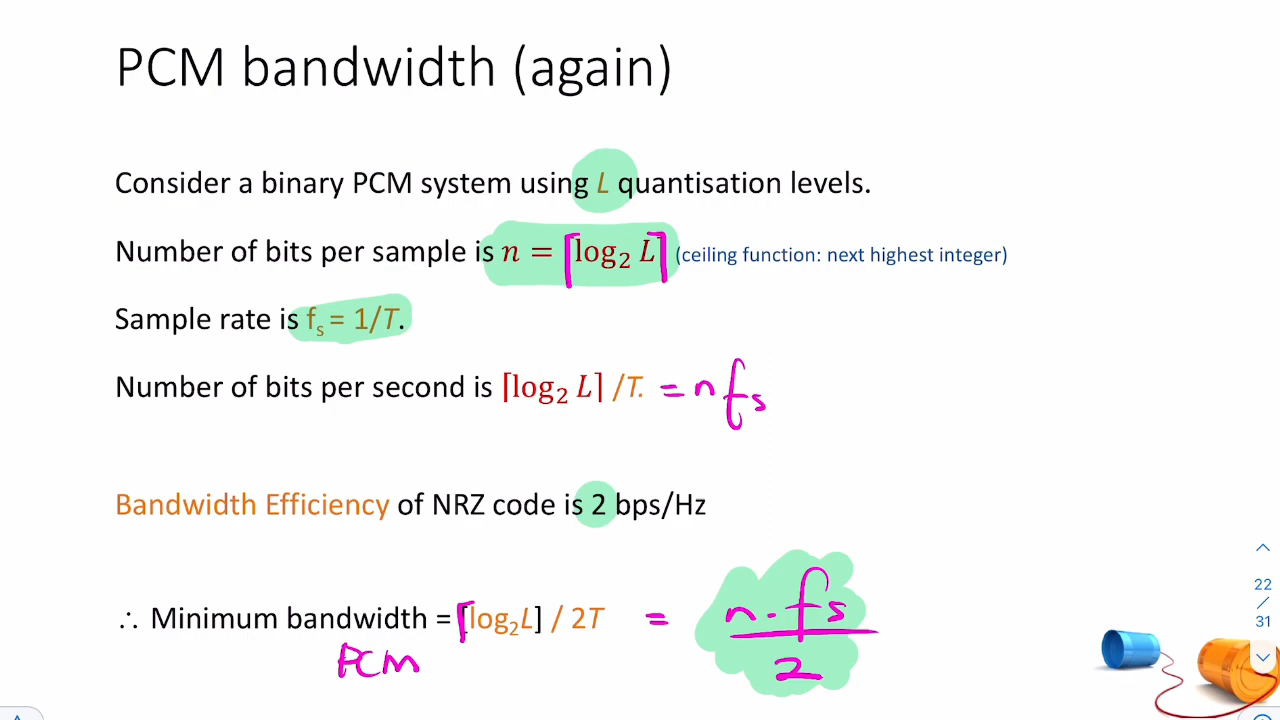 PCM bandwidth (again)
Consider a binary PCM system using L quantisation levels.
Number of bits per sample is n = ⌈log₂ L⌉ (ceiling function: next highest integer)
Sample rate is fₛ = 1/T.
Number of bits per second is ⌈log₂ L⌉ /T. = n fₛ
Bandwidth Efficiency of NRZ code is 2 bps/Hz
∴ Minimum bandwidth = ⌈log₂L] / 2T = n · fₛ / 2
PCM
22
/
31